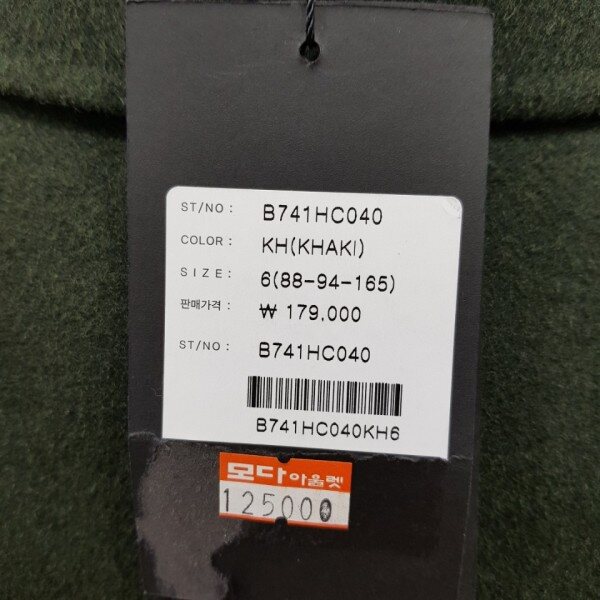 ST/NO : B741HC040
COLOR : KH(KHAKI)
SIZE : 6(88-94-165)
판매가격 : ₩ 179,000
ST/NO : B741HC040
B741HC040KH6
모다아울렛
125000